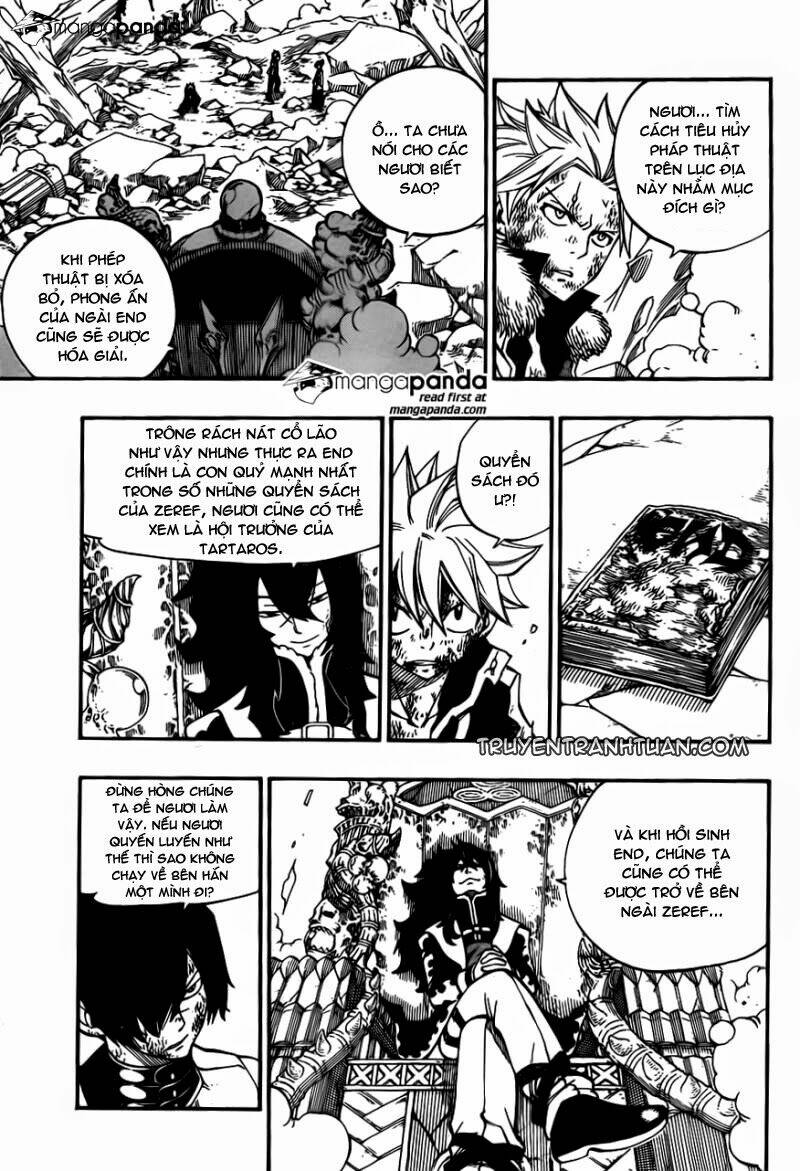 mangapanda
NGƯƠI... TÌM
CÁCH TIÊU HỦY
PHÁP THUẬT
TRÊN LỤC ĐỊA
NÀY NHẰM MỤC
ĐÍCH GÌ?
Ồ... TA CHƯA
NÓI CHO CÁC
NGƯƠI BIẾT
SAO?
KHI PHÉP
THUẬT BỊ XÓA
BỎ, PHONG ẤN
CỦA NGÀI END
CŨNG SẼ ĐƯỢC
HÓA GIẢI.
mangapanda
read first at
mangapanda.com
QUYỂN
SÁCH ĐÓ
Ư?!
TRÔNG RÁCH NÁT CỔ LÃO
NHƯ VẬY NHƯNG THỰC RA END
CHÍNH LÀ CON QUỶ MẠNH NHẤT
TRONG SỐ NHỮNG QUYỂN SÁCH
CỦA ZEREF, NGƯƠI CŨNG CÓ THỂ
XEM LÀ HỘI TRƯỞNG CỦA
TARTAROS.
TRUYENTRANHTUAN.COM
VÀ KHI HỒI SINH
END, CHÚNG TA
CŨNG CÓ THỂ
ĐƯỢC TRỞ VỀ BÊN
NGÀI ZEREF...
ĐỪNG HÒNG CHÚNG
TA ĐỂ NGƯƠI LÀM
VẬY. NẾU NGƯƠI
QUYẾN LUYẾN NHƯ
THẾ THÌ SAO KHÔNG
CHẠY VỀ BÊN HẮN
MỘT MÌNH ĐI?